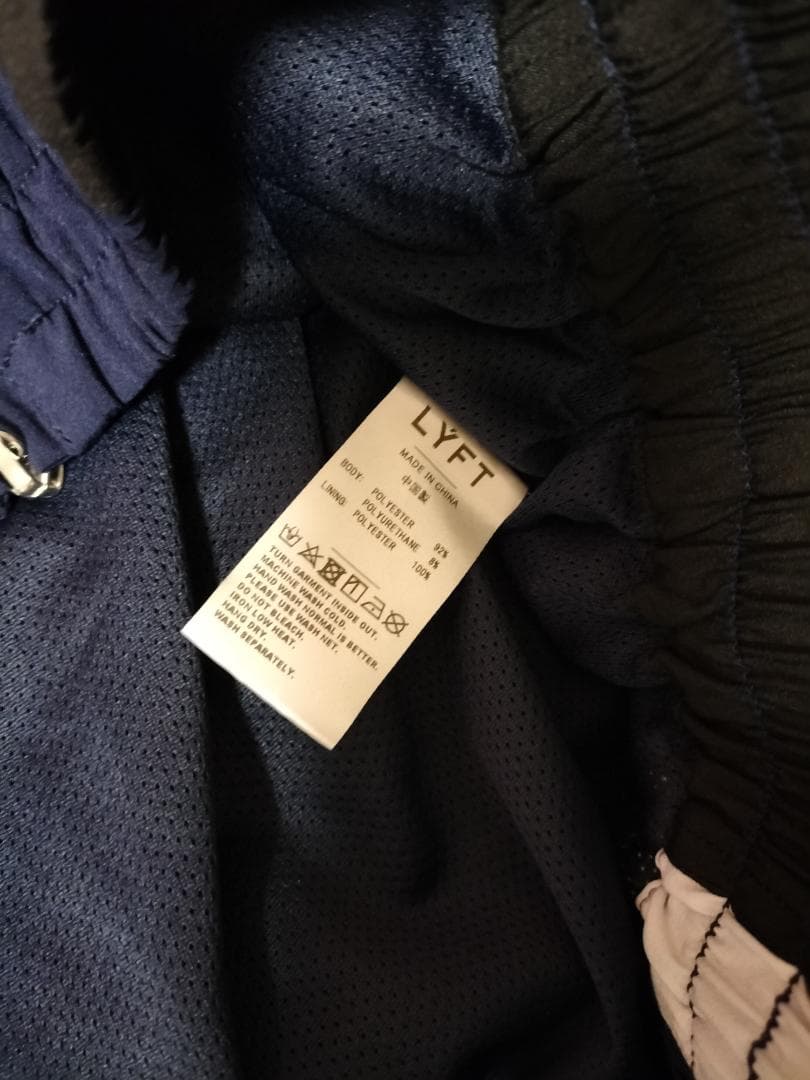 LÝFT
MADE IN CHINA
中国製
BODY: POLYESTER 92%
POLYURETHANE 8%
LINING: POLYESTER 100%
TURN GARMENT INSIDE OUT.
MACHINE WASH COLD.
HAND WASH NORMAL IS BETTER.
PLEASE USE WASH NET.
DO NOT BLEACH.
IRON LOW HEAT.
HANG DRY.
WASH SEPARATELY.